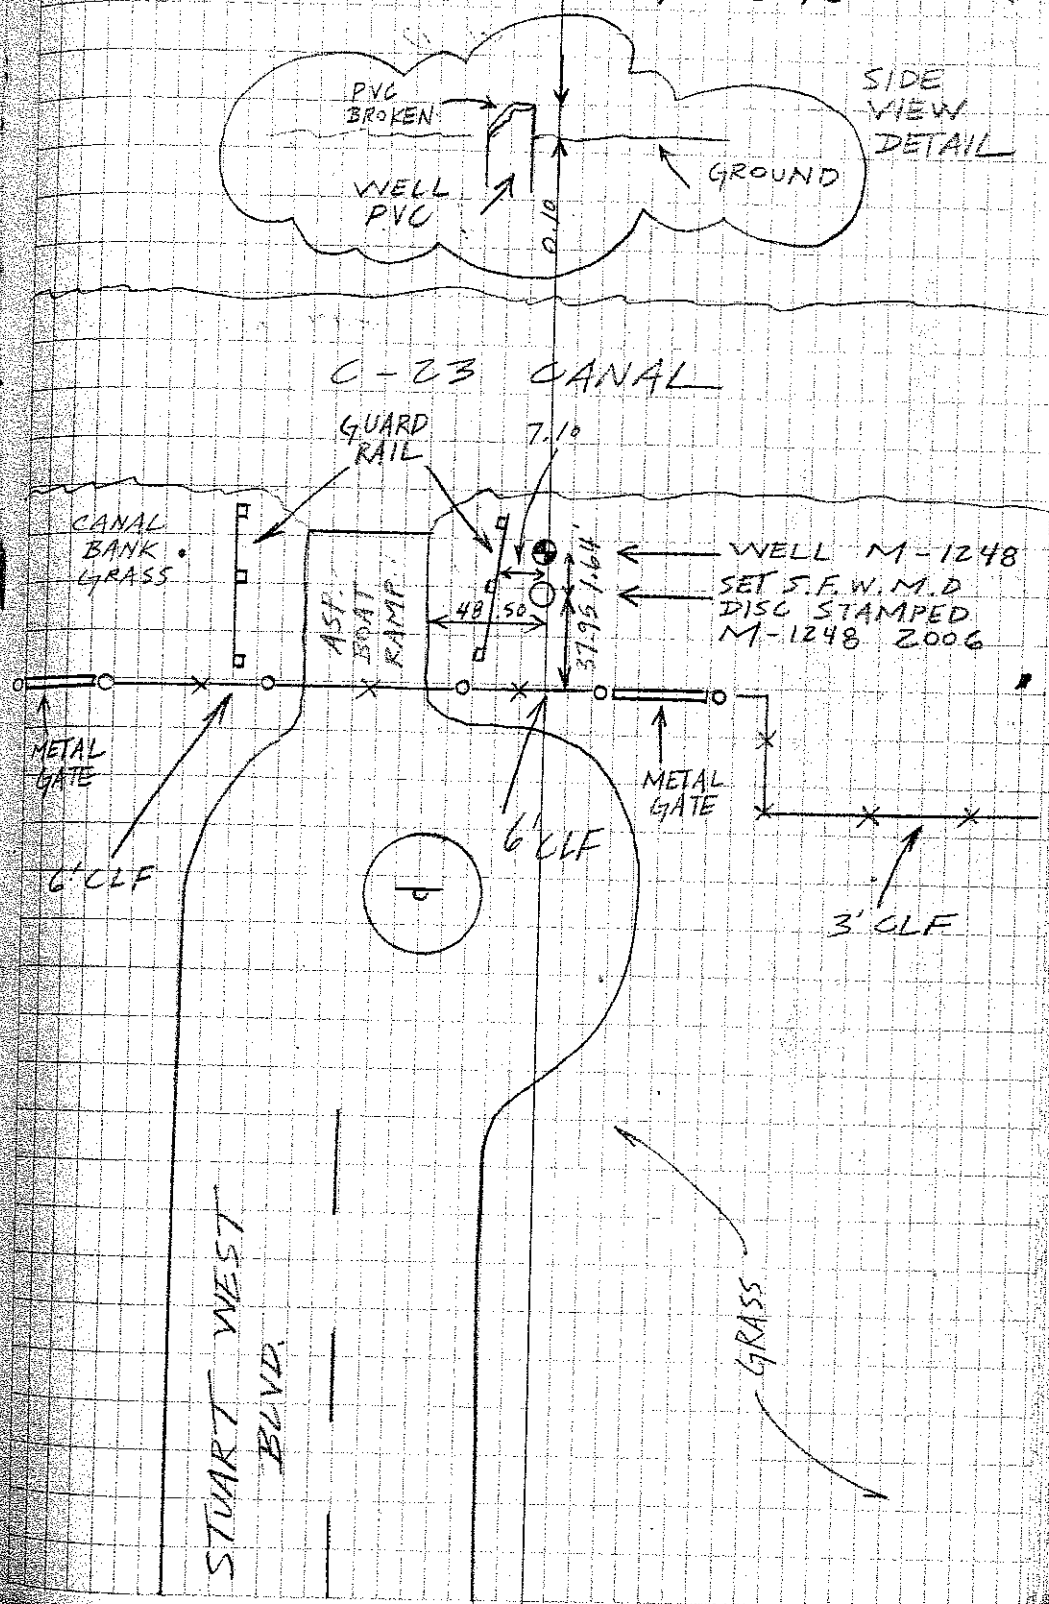 PVC
BROKEN
SIDE
VIEW
DETAIL
WELL
PVC
GROUND
0.10
C-23 CANAL
GUARD
RAIL
7.10
CANAL
BANK
GRASS
ASP.
BOAT
RAMP
48.50
1.64'
37.95
WELL M-1248
SET S.F.W.M.D
DISC STAMPED
M-1248 2006
METAL
GATE
6' CLF
6' CLF
METAL
GATE
3' CLF
STUART WEST
BLVD.
GRASS